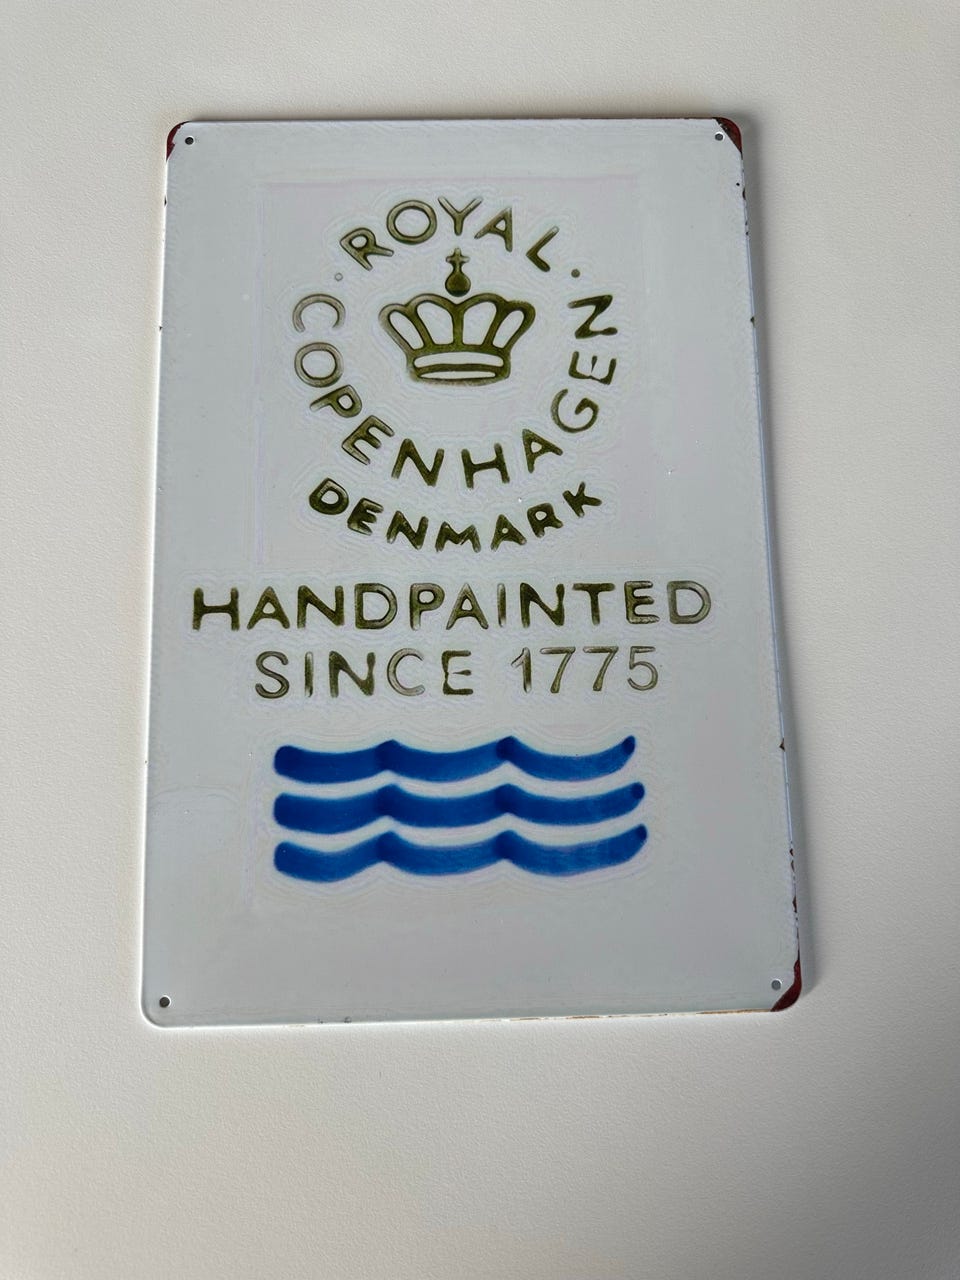 · ROYAL ·
COPENHAGEN
DENMARK
HANDPAINTED
SINCE 1775